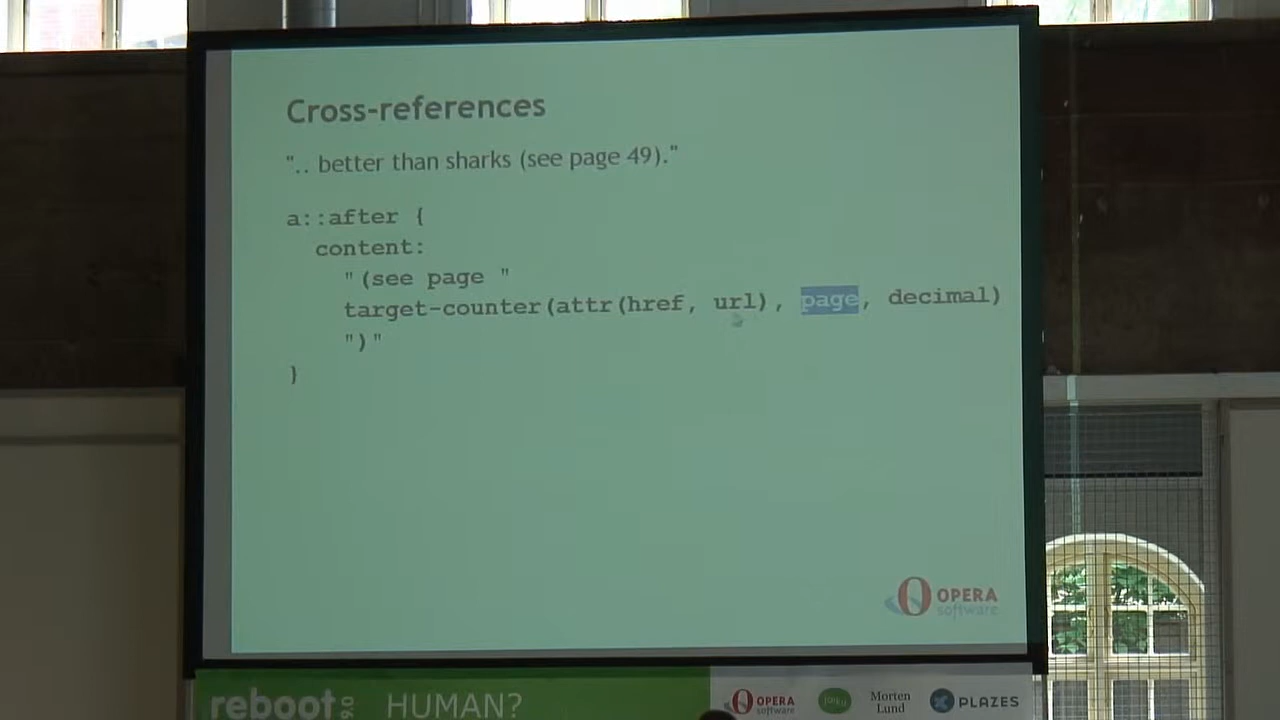 Cross-references
".. better than sharks (see page 49)."
a::after {
content:
"(see page "
target-counter(attr(href, url), page, decimal)
")"
}
OPERA
software
reboot 9.0 HUMAN?
OPERA
software
Morten
Lund
PLAZES